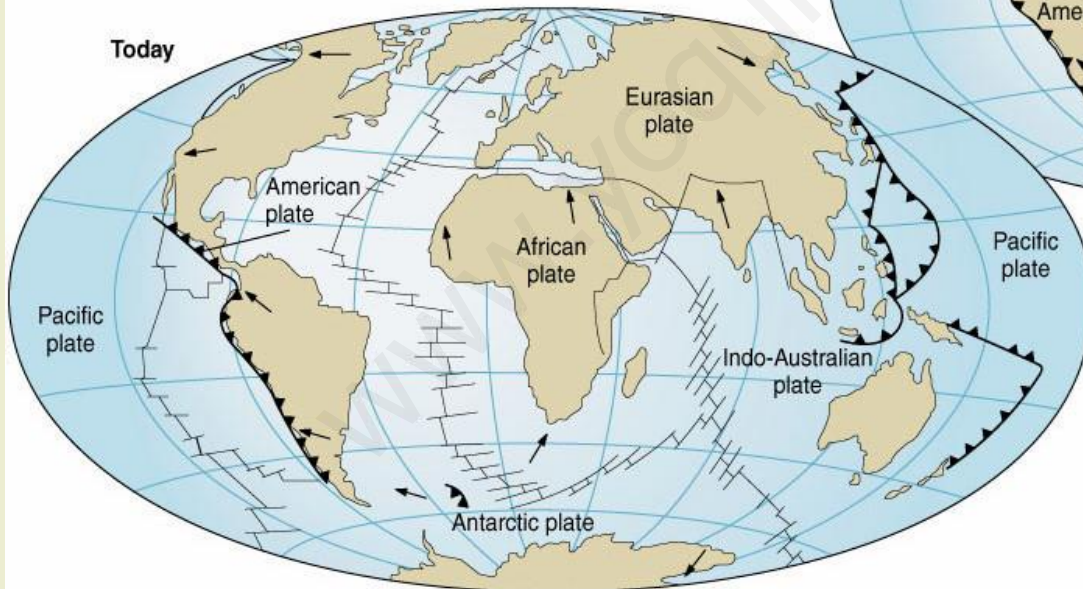 Today
Ame
Eurasian
plate
American
plate
African
plate
Pacific
plate
Pacific
plate
Indo-Australian
plate
Antarctic plate